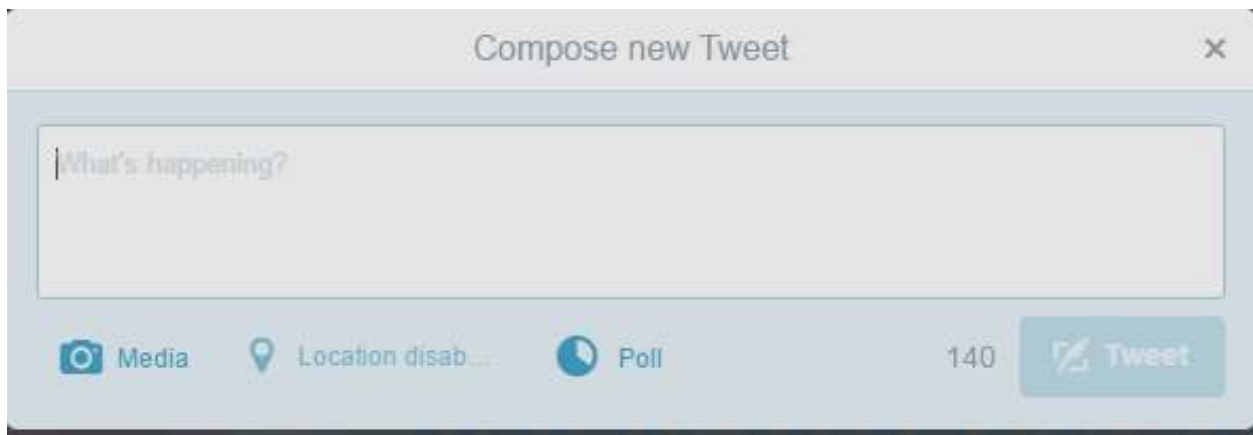 Compose new Tweet ×
What's happening?
Media Location disab... Poll 140 Tweet